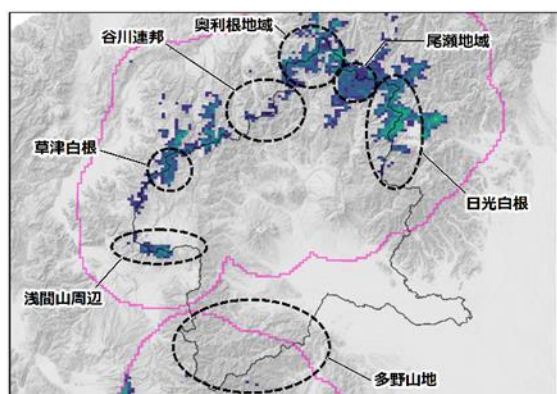 奥利根地域
谷川連邦
尾瀬地域
草津白根
日光白根
浅間山周辺
多野山地